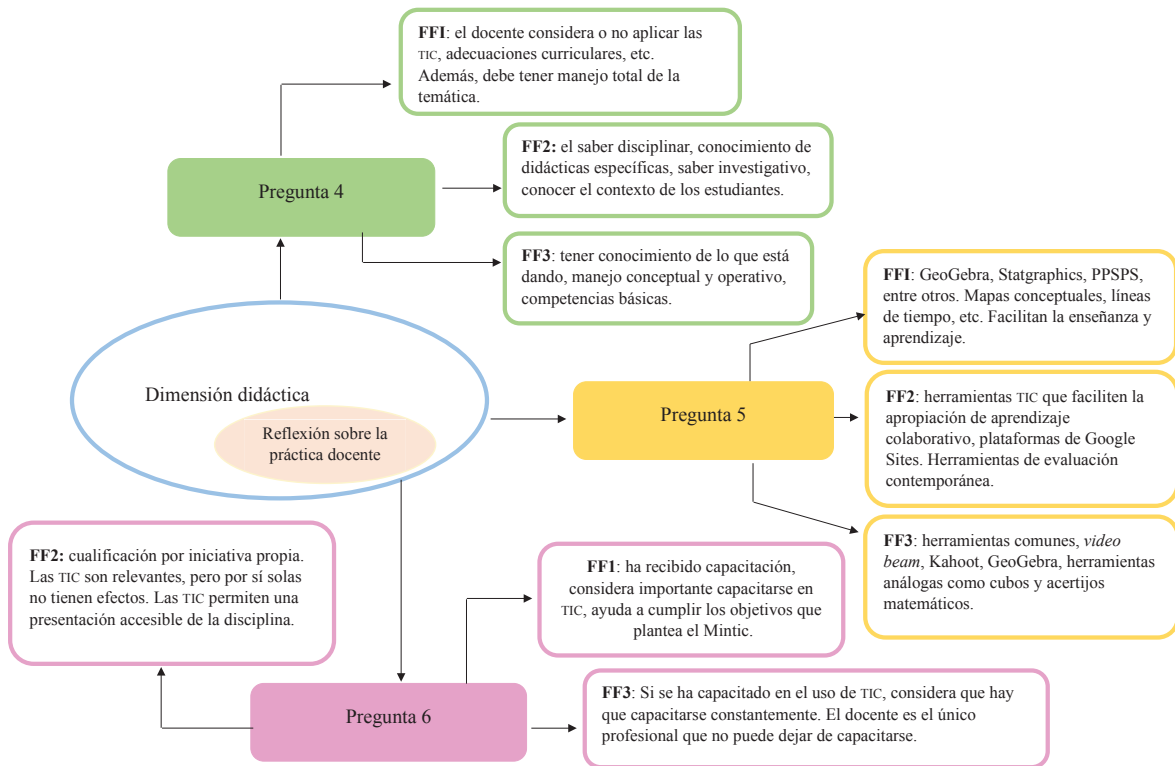 FFI: el docente considera o no aplicar las
TIC, adecuaciones curriculares, etc.
Además, debe tener manejo total de la
temática.
FF2: el saber disciplinar, conocimiento de
didácticas específicas, saber investigativo,
conocer el contexto de los estudiantes.
Pregunta 4
FF3: tener conocimiento de lo que está
dando, manejo conceptual y operativo,
competencias básicas.
FFI: GeoGebra, Statgraphics, PPSPS,
entre otros. Mapas conceptuales, líneas
de tiempo, etc. Facilitan la enseñanza y
aprendizaje.
Dimensión didáctica
Reflexión sobre la
práctica docente
Pregunta 5
FF2: herramientas TIC que faciliten la
apropiación de aprendizaje
colaborativo, plataformas de Google
Sites. Herramientas de evaluación
contemporánea.
FF3: herramientas comunes, video
beam, Kahoot, GeoGebra, herramientas
análogas como cubos y acertijos
matemáticos.
FF2: cualificación por iniciativa propia.
Las TIC son relevantes, pero por sí solas
no tienen efectos. Las TIC permiten una
presentación accesible de la disciplina.
FF1: ha recibido capacitación,
considera importante capacitarse en
TIC, ayuda a cumplir los objetivos que
plantea el Mintic.
Pregunta 6
FF3: Si se ha capacitado en el uso de TIC, considera que hay
que capacitarse constantemente. El docente es el único
profesional que no puede dejar de capacitarse.